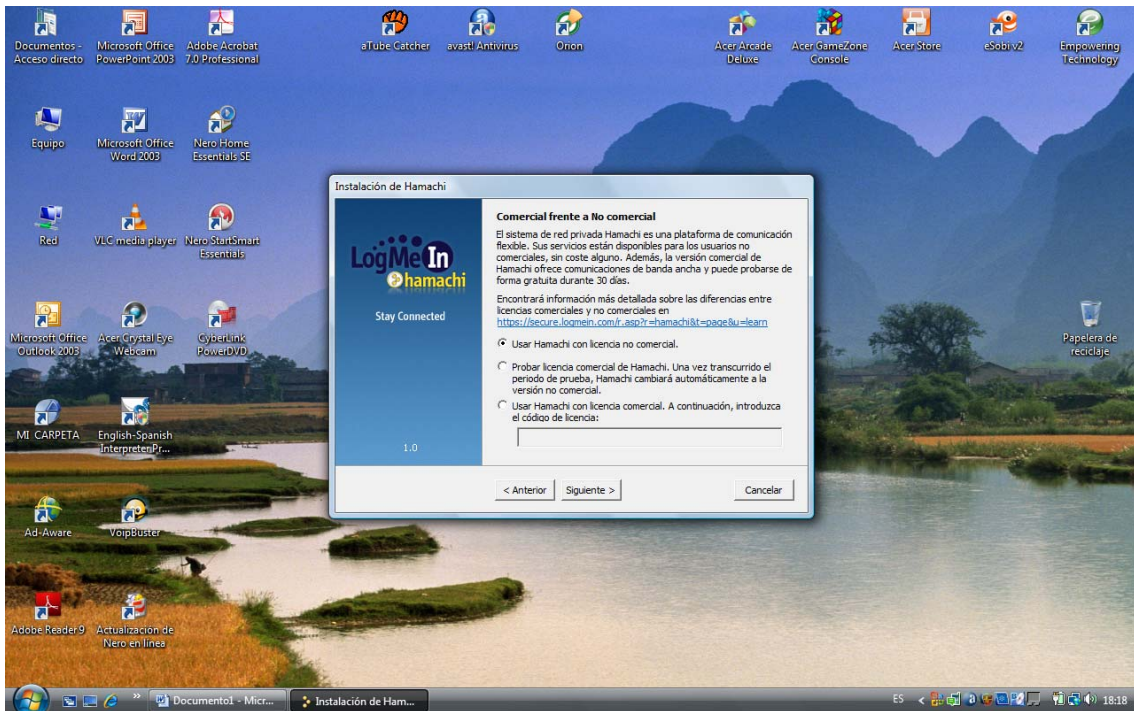 Documentos -
Acceso directo
Microsoft Office
PowerPoint 2003
Adobe Acrobat
7.0 Professional
aTube Catcher
avast! Antivirus
Orion
Acer Arcade
Deluxe
Acer GameZone
Console
Acer Store
eSobi v2
Empowering
Technology
Equipo
Microsoft Office
Word 2003
Nero Home
Essentials SE
Red
VLC media player
Nero StartSmart
Essentials
Microsoft Office
Outlook 2003
Acer Crystal Eye
Webcam
CyberLink
PowerDVD
Papelera de
reciclaje
MI CARPETA
English-Spanish
InterpreterPr...
Ad-Aware
VoipBuster
Adobe Reader 9
Actualización de
Nero en línea
Instalación de Hamachi
LogMeIn
hamachi
Stay Connected
1.0
Comercial frente a No comercial
El sistema de red privada Hamachi es una plataforma de comunicación
flexible. Sus servicios están disponibles para los usuarios no
comerciales, sin coste alguno. Además, la versión comercial de
Hamachi ofrece comunicaciones de banda ancha y puede probarse de
forma gratuita durante 30 días.
Encontrará información más detallada sobre las diferencias entre
licencias comerciales y no comerciales en
https://secure.logmein.com/r.asp?r=hamachi&t=page&u=learn
Usar Hamachi con licencia no comercial.
Probar licencia comercial de Hamachi. Una vez transcurrido el
periodo de prueba, Hamachi cambiará automáticamente a la
versión no comercial.
Usar Hamachi con licencia comercial. A continuación, introduzca
el código de licencia:
< Anterior
Siguiente >
Cancelar
Documento1 - Micr...
Instalación de Ham...
ES
18:18